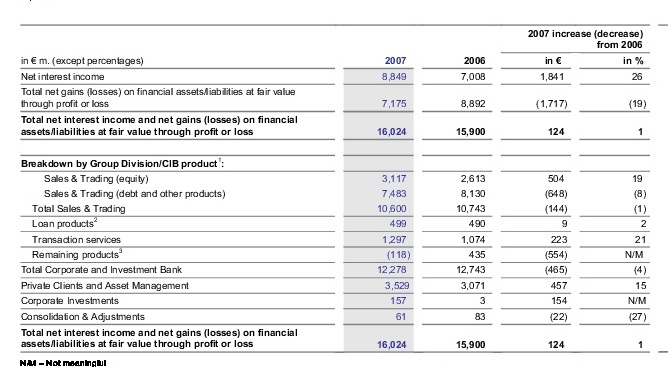 2007 increase (decrease)
from 2006
in € m. (except percentages) 2007 2006 in € in %
Net interest income 8,849 7,008 1,841 26
Total net gains (losses) on financial assets/liabilities at fair value
through profit or loss 7,175 8,892 (1,717) (19)
Total net interest income and net gains (losses) on financial
assets/liabilities at fair value through profit or loss 16,024 15,900 124 1
Breakdown by Group Division/CIB product1:
Sales & Trading (equity) 3,117 2,613 504 19
Sales & Trading (debt and other products) 7,483 8,130 (648) (8)
Total Sales & Trading 10,600 10,743 (144) (1)
Loan products2 499 490 9 2
Transaction services 1,297 1,074 223 21
Remaining products3 (118) 435 (554) N/M
Total Corporate and Investment Bank 12,278 12,743 (465) (4)
Private Clients and Asset Management 3,529 3,071 457 15
Corporate Investments 157 3 154 N/M
Consolidation & Adjustments 61 83 (22) (27)
Total net interest income and net gains (losses) on financial
assets/liabilities at fair value through profit or loss 16,024 15,900 124 1
N/M – Not meaningful